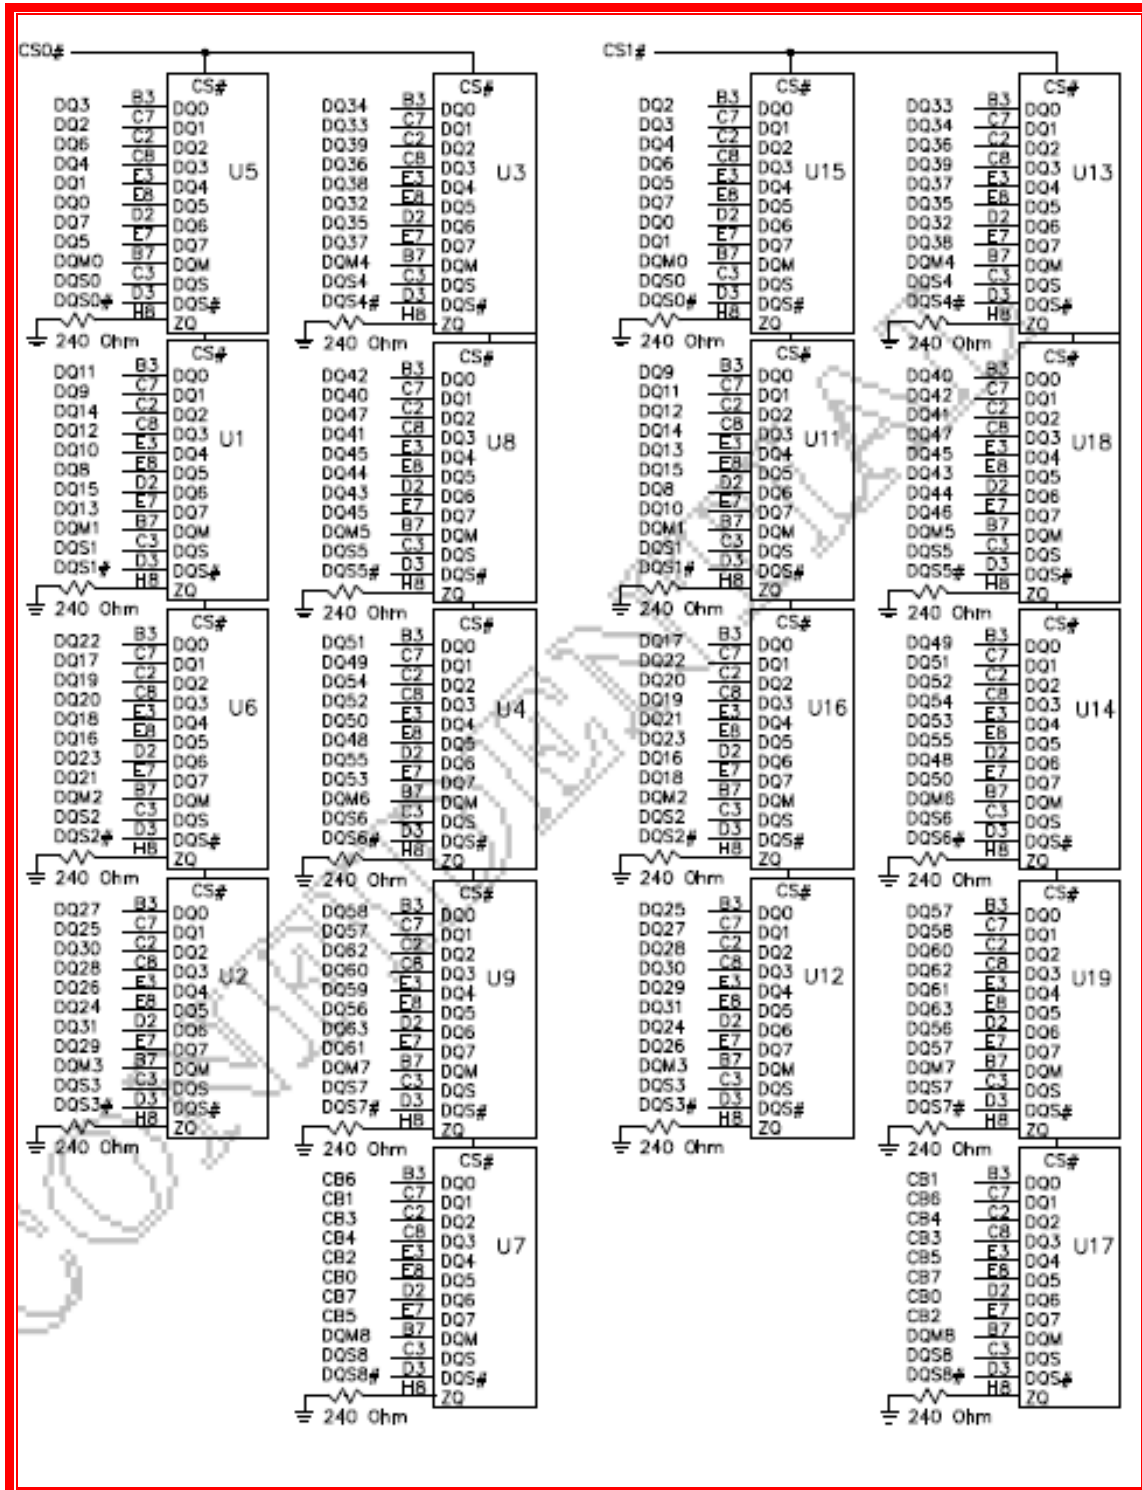 CS0# CS1#
CS# CS# CS# CS#
DQ3 B3 DQ0 DQ34 B3 DQ0 DQ2 B3 DQ0 DQ33 B3 DQ0
DQ2 C7 DQ1 DQ33 C7 DQ1 DQ3 C7 DQ1 DQ34 C7 DQ1
DQ6 C2 DQ2 DQ39 C2 DQ2 DQ4 C2 DQ2 DQ36 C2 DQ2
DQ4 C8 DQ3 U5 DQ36 C8 DQ3 U3 DQ6 C8 DQ3 U15 DQ39 C8 DQ3 U13
DQ1 E3 DQ4 DQ38 E3 DQ4 DQ5 E3 DQ4 DQ37 E3 DQ4
DQ0 E8 DQ5 DQ32 E8 DQ5 DQ7 E8 DQ5 DQ35 E8 DQ5
DQ7 D2 DQ6 DQ35 D2 DQ6 DQ0 D2 DQ6 DQ32 D2 DQ6
DQ5 E7 DQ7 DQ37 E7 DQ7 DQ1 E7 DQ7 DQ38 E7 DQ7
DQM0 B7 DQM DQM4 B7 DQM DQM0 B7 DQM DQM4 B7 DQM
DQS0 C3 DQS DQS4 C3 DQS DQS0 C3 DQS DQS4 C3 DQS
DQS0# D3 DQS# DQS4# D3 DQS# DQS0# D3 DQS# DQS4# D3 DQS#
H8 ZQ H8 ZQ H8 ZQ H8 ZQ
240 Ohm 240 Ohm 240 Ohm 240 Ohm
CS# CS# CS# CS#
DQ11 B3 DQ0 DQ42 B3 DQ0 DQ9 B3 DQ0 DQ40 B3 DQ0
DQ9 C7 DQ1 DQ40 C7 DQ1 DQ11 C7 DQ1 DQ42 C7 DQ1
DQ14 C2 DQ2 DQ47 C2 DQ2 DQ12 C2 DQ2 DQ41 C2 DQ2
DQ12 C8 DQ3 U1 DQ41 C8 DQ3 U8 DQ14 C8 DQ3 U11 DQ47 C8 DQ3 U18
DQ10 E3 DQ4 DQ45 E3 DQ4 DQ13 E3 DQ4 DQ45 E3 DQ4
DQ8 E8 DQ5 DQ44 E8 DQ5 DQ15 E8 DQ5 DQ43 E8 DQ5
DQ15 D2 DQ6 DQ43 D2 DQ6 DQ8 D2 DQ6 DQ44 D2 DQ6
DQ13 E7 DQ7 DQ45 E7 DQ7 DQ10 E7 DQ7 DQ46 E7 DQ7
DQM1 B7 DQM DQM5 B7 DQM DQM1 B7 DQM DQM5 B7 DQM
DQS1 C3 DQS DQS5 C3 DQS DQS1 C3 DQS DQS5 C3 DQS
DQS1# D3 DQS# DQS5# D3 DQS# DQS1# D3 DQS# DQS5# D3 DQS#
H8 ZQ H8 ZQ H8 ZQ H8 ZQ
240 Ohm 240 Ohm 240 Ohm 240 Ohm
CS# CS# CS# CS#
DQ22 B3 DQ0 DQ51 B3 DQ0 DQ17 B3 DQ0 DQ49 B3 DQ0
DQ17 C7 DQ1 DQ49 C7 DQ1 DQ22 C7 DQ1 DQ51 C7 DQ1
DQ19 C2 DQ2 DQ54 C2 DQ2 DQ20 C2 DQ2 DQ52 C2 DQ2
DQ20 C8 DQ3 U6 DQ52 C8 DQ3 U4 DQ19 C8 DQ3 U16 DQ54 C8 DQ3 U14
DQ18 E3 DQ4 DQ50 E3 DQ4 DQ21 E3 DQ4 DQ53 E3 DQ4
DQ16 E8 DQ5 DQ48 E8 DQ5 DQ23 E8 DQ5 DQ55 E8 DQ5
DQ23 D2 DQ6 DQ55 D2 DQ6 DQ16 D2 DQ6 DQ48 D2 DQ6
DQ21 E7 DQ7 DQ53 E7 DQ7 DQ18 E7 DQ7 DQ50 E7 DQ7
DQM2 B7 DQM DQM6 B7 DQM DQM2 B7 DQM DQM6 B7 DQM
DQS2 C3 DQS DQS6 C3 DQS DQS2 C3 DQS DQS6 C3 DQS
DQS2# D3 DQS# DQS6# D3 DQS# DQS2# D3 DQS# DQS6# D3 DQS#
H8 ZQ H8 ZQ H8 ZQ H8 ZQ
240 Ohm 240 Ohm 240 Ohm 240 Ohm
CS# CS# CS# CS#
DQ27 B3 DQ0 DQ58 B3 DQ0 DQ25 B3 DQ0 DQ57 B3 DQ0
DQ25 C7 DQ1 DQ57 C7 DQ1 DQ27 C7 DQ1 DQ58 C7 DQ1
DQ30 C2 DQ2 DQ62 C2 DQ2 DQ28 C2 DQ2 DQ60 C2 DQ2
DQ28 C8 DQ3 U2 DQ60 C8 DQ3 U9 DQ30 C8 DQ3 U12 DQ62 C8 DQ3 U19
DQ26 E3 DQ4 DQ59 E3 DQ4 DQ29 E3 DQ4 DQ61 E3 DQ4
DQ24 E8 DQ5 DQ56 E8 DQ5 DQ31 E8 DQ5 DQ63 E8 DQ5
DQ31 D2 DQ6 DQ63 D2 DQ6 DQ24 D2 DQ6 DQ56 D2 DQ6
DQ29 E7 DQ7 DQ61 E7 DQ7 DQ26 E7 DQ7 DQ57 E7 DQ7
DQM3 B7 DQM DQM7 B7 DQM DQM3 B7 DQM DQM7 B7 DQM
DQS3 C3 DQS DQS7 C3 DQS DQS3 C3 DQS DQS7 C3 DQS
DQS3# D3 DQS# DQS7# D3 DQS# DQS3# D3 DQS# DQS7# D3 DQS#
H8 ZQ H8 ZQ H8 ZQ H8 ZQ
240 Ohm 240 Ohm 240 Ohm 240 Ohm
CS# CS#
CB6 B3 DQ0 CB1 B3 DQ0
CB1 C7 DQ1 CB6 C7 DQ1
CB3 C2 DQ2 CB4 C2 DQ2
CB4 C8 DQ3 U7 CB3 C8 DQ3 U17
CB2 E3 DQ4 CB5 E3 DQ4
CB0 E8 DQ5 CB7 E8 DQ5
CB7 D2 DQ6 CB0 D2 DQ6
CB5 E7 DQ7 CB2 E7 DQ7
DQM8 B7 DQM DQM8 B7 DQM
DQS8 C3 DQS DQS8 C3 DQS
DQS8# D3 DQS# DQS8# D3 DQS#
H8 ZQ H8 ZQ
240 Ohm 240 Ohm
CONFIDENTIAL